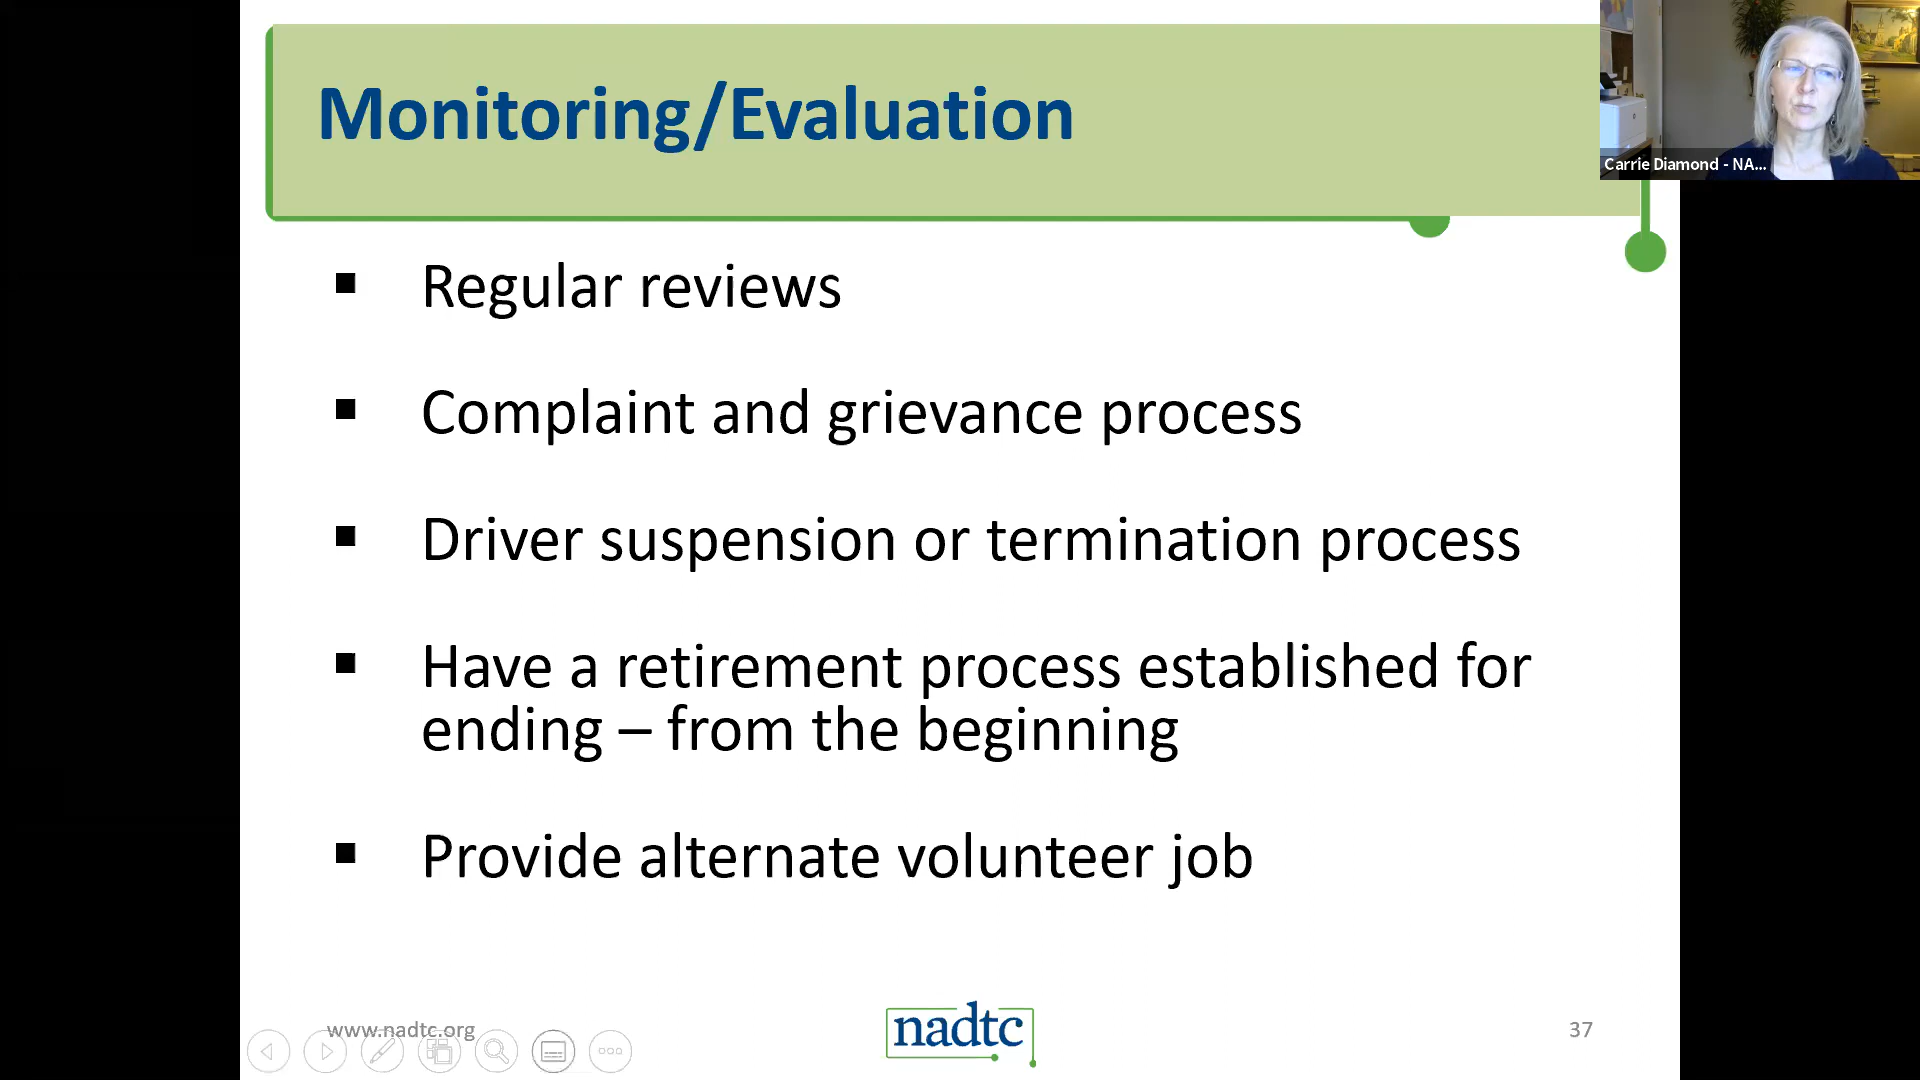 Monitoring/Evaluation
Carrie Diamond - NA...
▪ Regular reviews
▪ Complaint and grievance process
▪ Driver suspension or termination process
▪ Have a retirement process established for
ending – from the beginning
▪ Provide alternate volunteer job
www.nadtc.org
nadtc
37